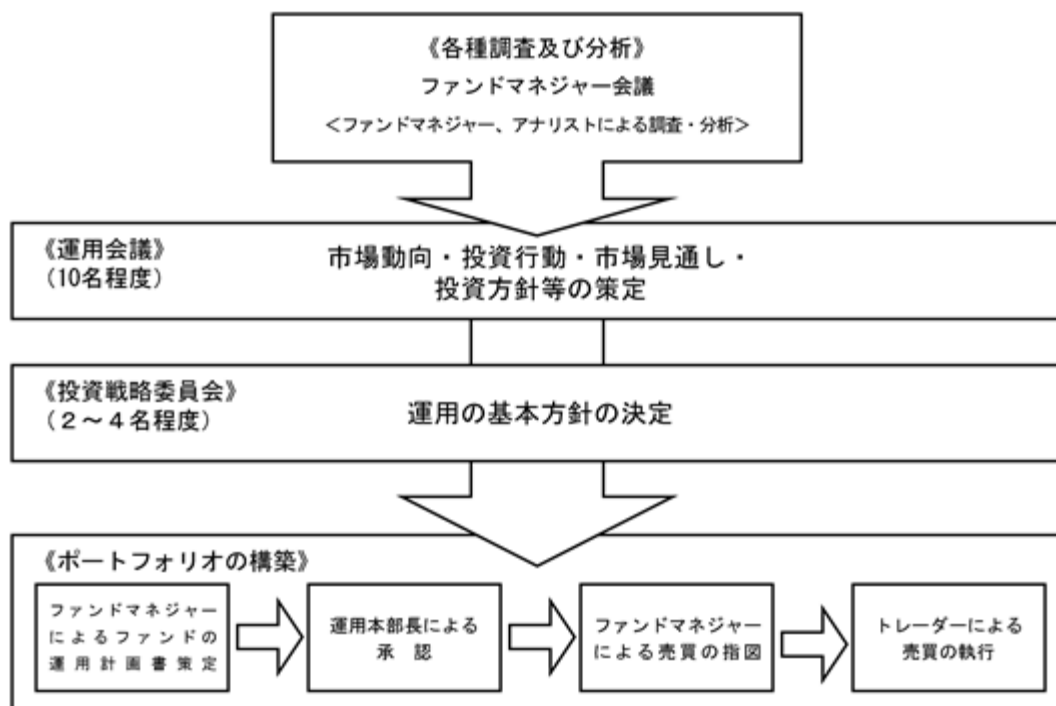 《各種調査及び分析》
ファンドマネジャー会議
＜ファンドマネジャー、アナリストによる調査・分析＞
《運用会議》
（10名程度）
市場動向・投資行動・市場見通し・
投資方針等の策定
《投資戦略委員会》
（２～４名程度）
運用の基本方針の決定
《ポートフォリオの構築》
ファンドマネジャー
によるファンドの
運用計画書策定
運用本部長による
承　認
ファンドマネジャー
による売買の指図
トレーダーによる
売買の執行